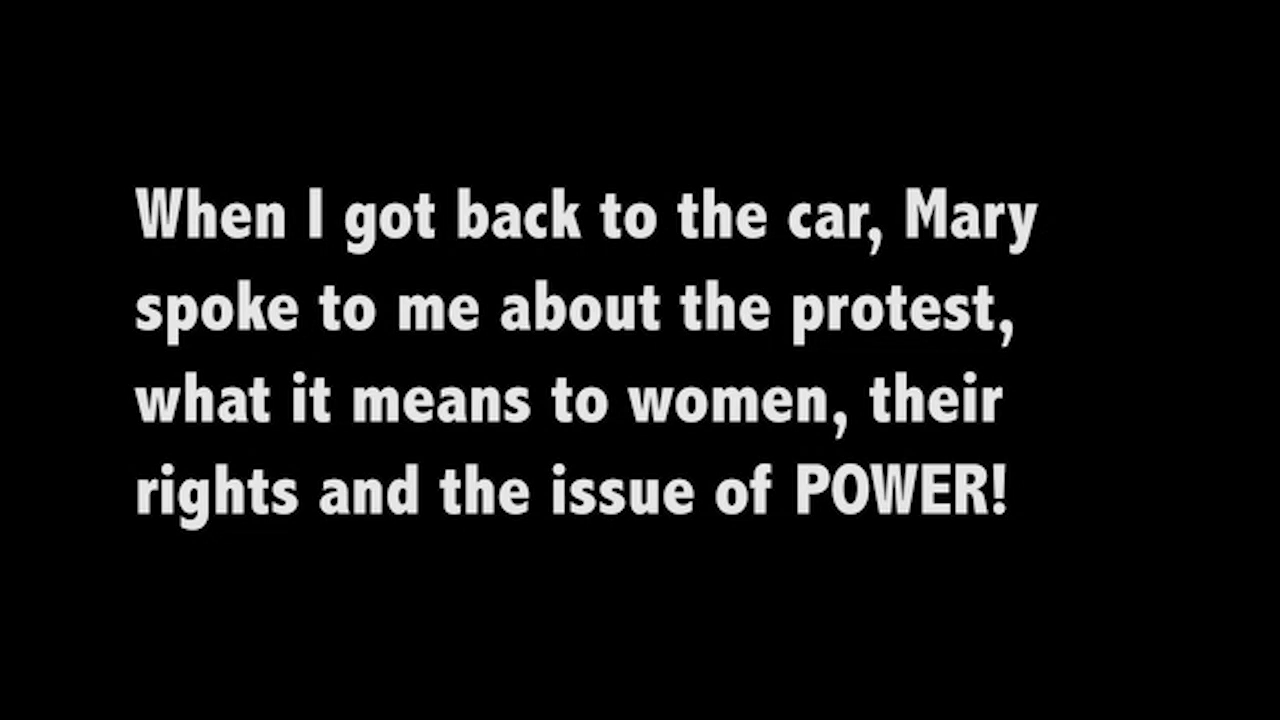 When I got back to the car, Mary
spoke to me about the protest,
what it means to women, their
rights and the issue of POWER!